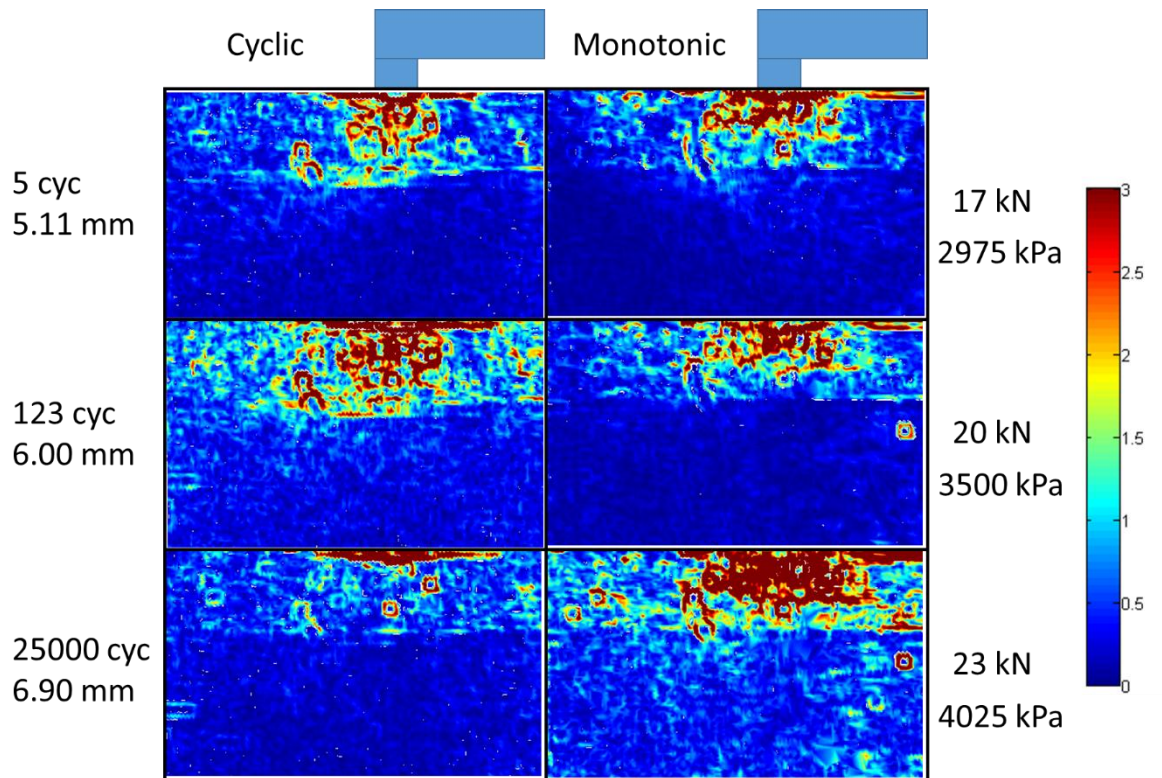 Cyclic
Monotonic
5 cyc
5.11 mm
17 kN
2975 kPa
123 cyc
6.00 mm
20 kN
3500 kPa
25000 cyc
6.90 mm
23 kN
4025 kPa
3
2.5
2
1.5
1
0.5
0